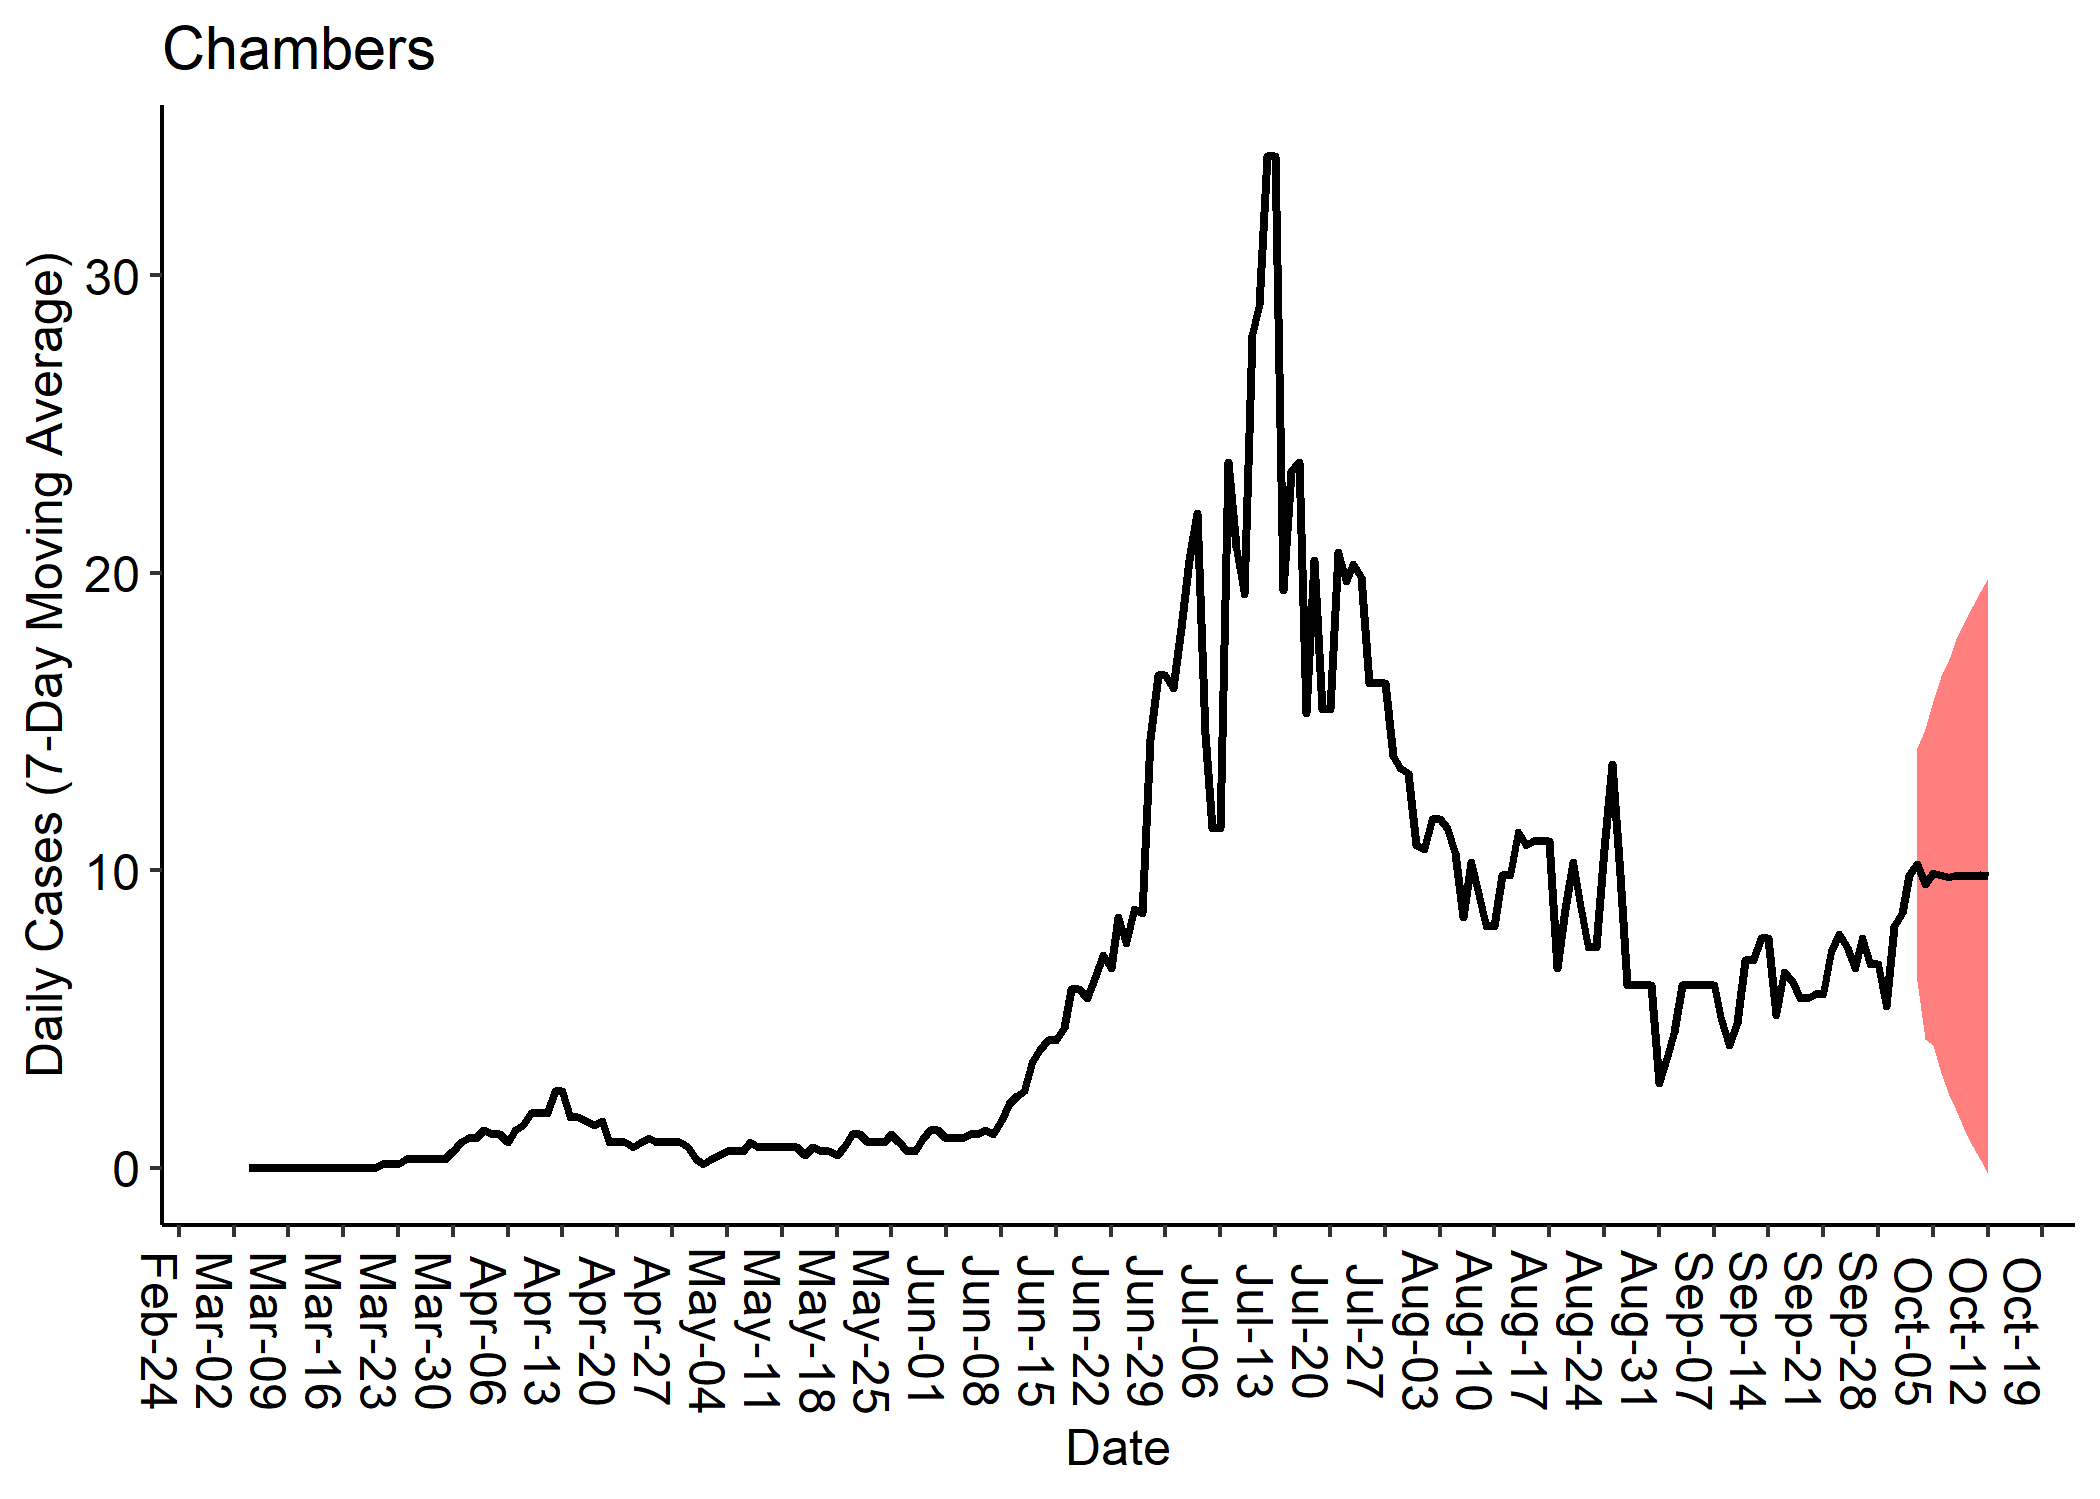 Chambers
Daily Cases (7-Day Moving Average)
30
20
10
0
Feb-24
Mar-02
Mar-09
Mar-16
Mar-23
Mar-30
Apr-06
Apr-13
Apr-20
Apr-27
May-04
May-11
May-18
May-25
Jun-01
Jun-08
Jun-15
Jun-22
Jun-29
Jul-06
Jul-13
Jul-20
Jul-27
Aug-03
Aug-10
Aug-17
Aug-24
Aug-31
Sep-07
Sep-14
Sep-21
Sep-28
Oct-05
Oct-12
Oct-19
Date